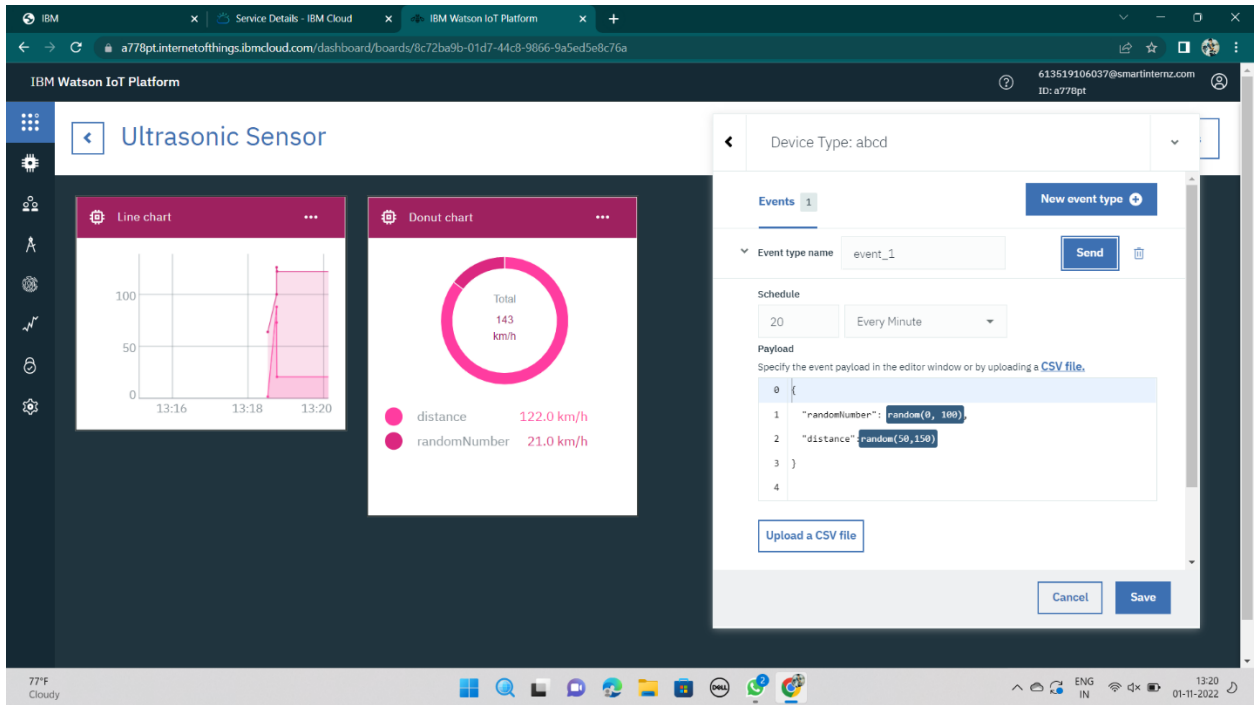 IBM
Service Details - IBM Cloud
IBM Watson IoT Platform
a778pt.internetofthings.ibmcloud.com/dashboard/boards/8c72ba9b-01d7-44c8-9866-9a5ed5e8c76a
IBM Watson IoT Platform
613519106037@smartinternz.com
ID: a778pt
Ultrasonic Sensor
Line chart
100
50
0
13:16 13:18 13:20
Donut chart
Total
143
km/h
distance 122.0 km/h
randomNumber 21.0 km/h
Device Type: abcd
Events 1
New event type
Event type name event_1 Send
Schedule
20 Every Minute
Payload
Specify the event payload in the editor window or by uploading a CSV file.
0 {
1 "randomNumber": random(0, 100),
2 "distance":random(50,150)
3 }
4
Upload a CSV file
Cancel Save
77°F
Cloudy
DELL
2
ENG
IN
13:20
01-11-2022